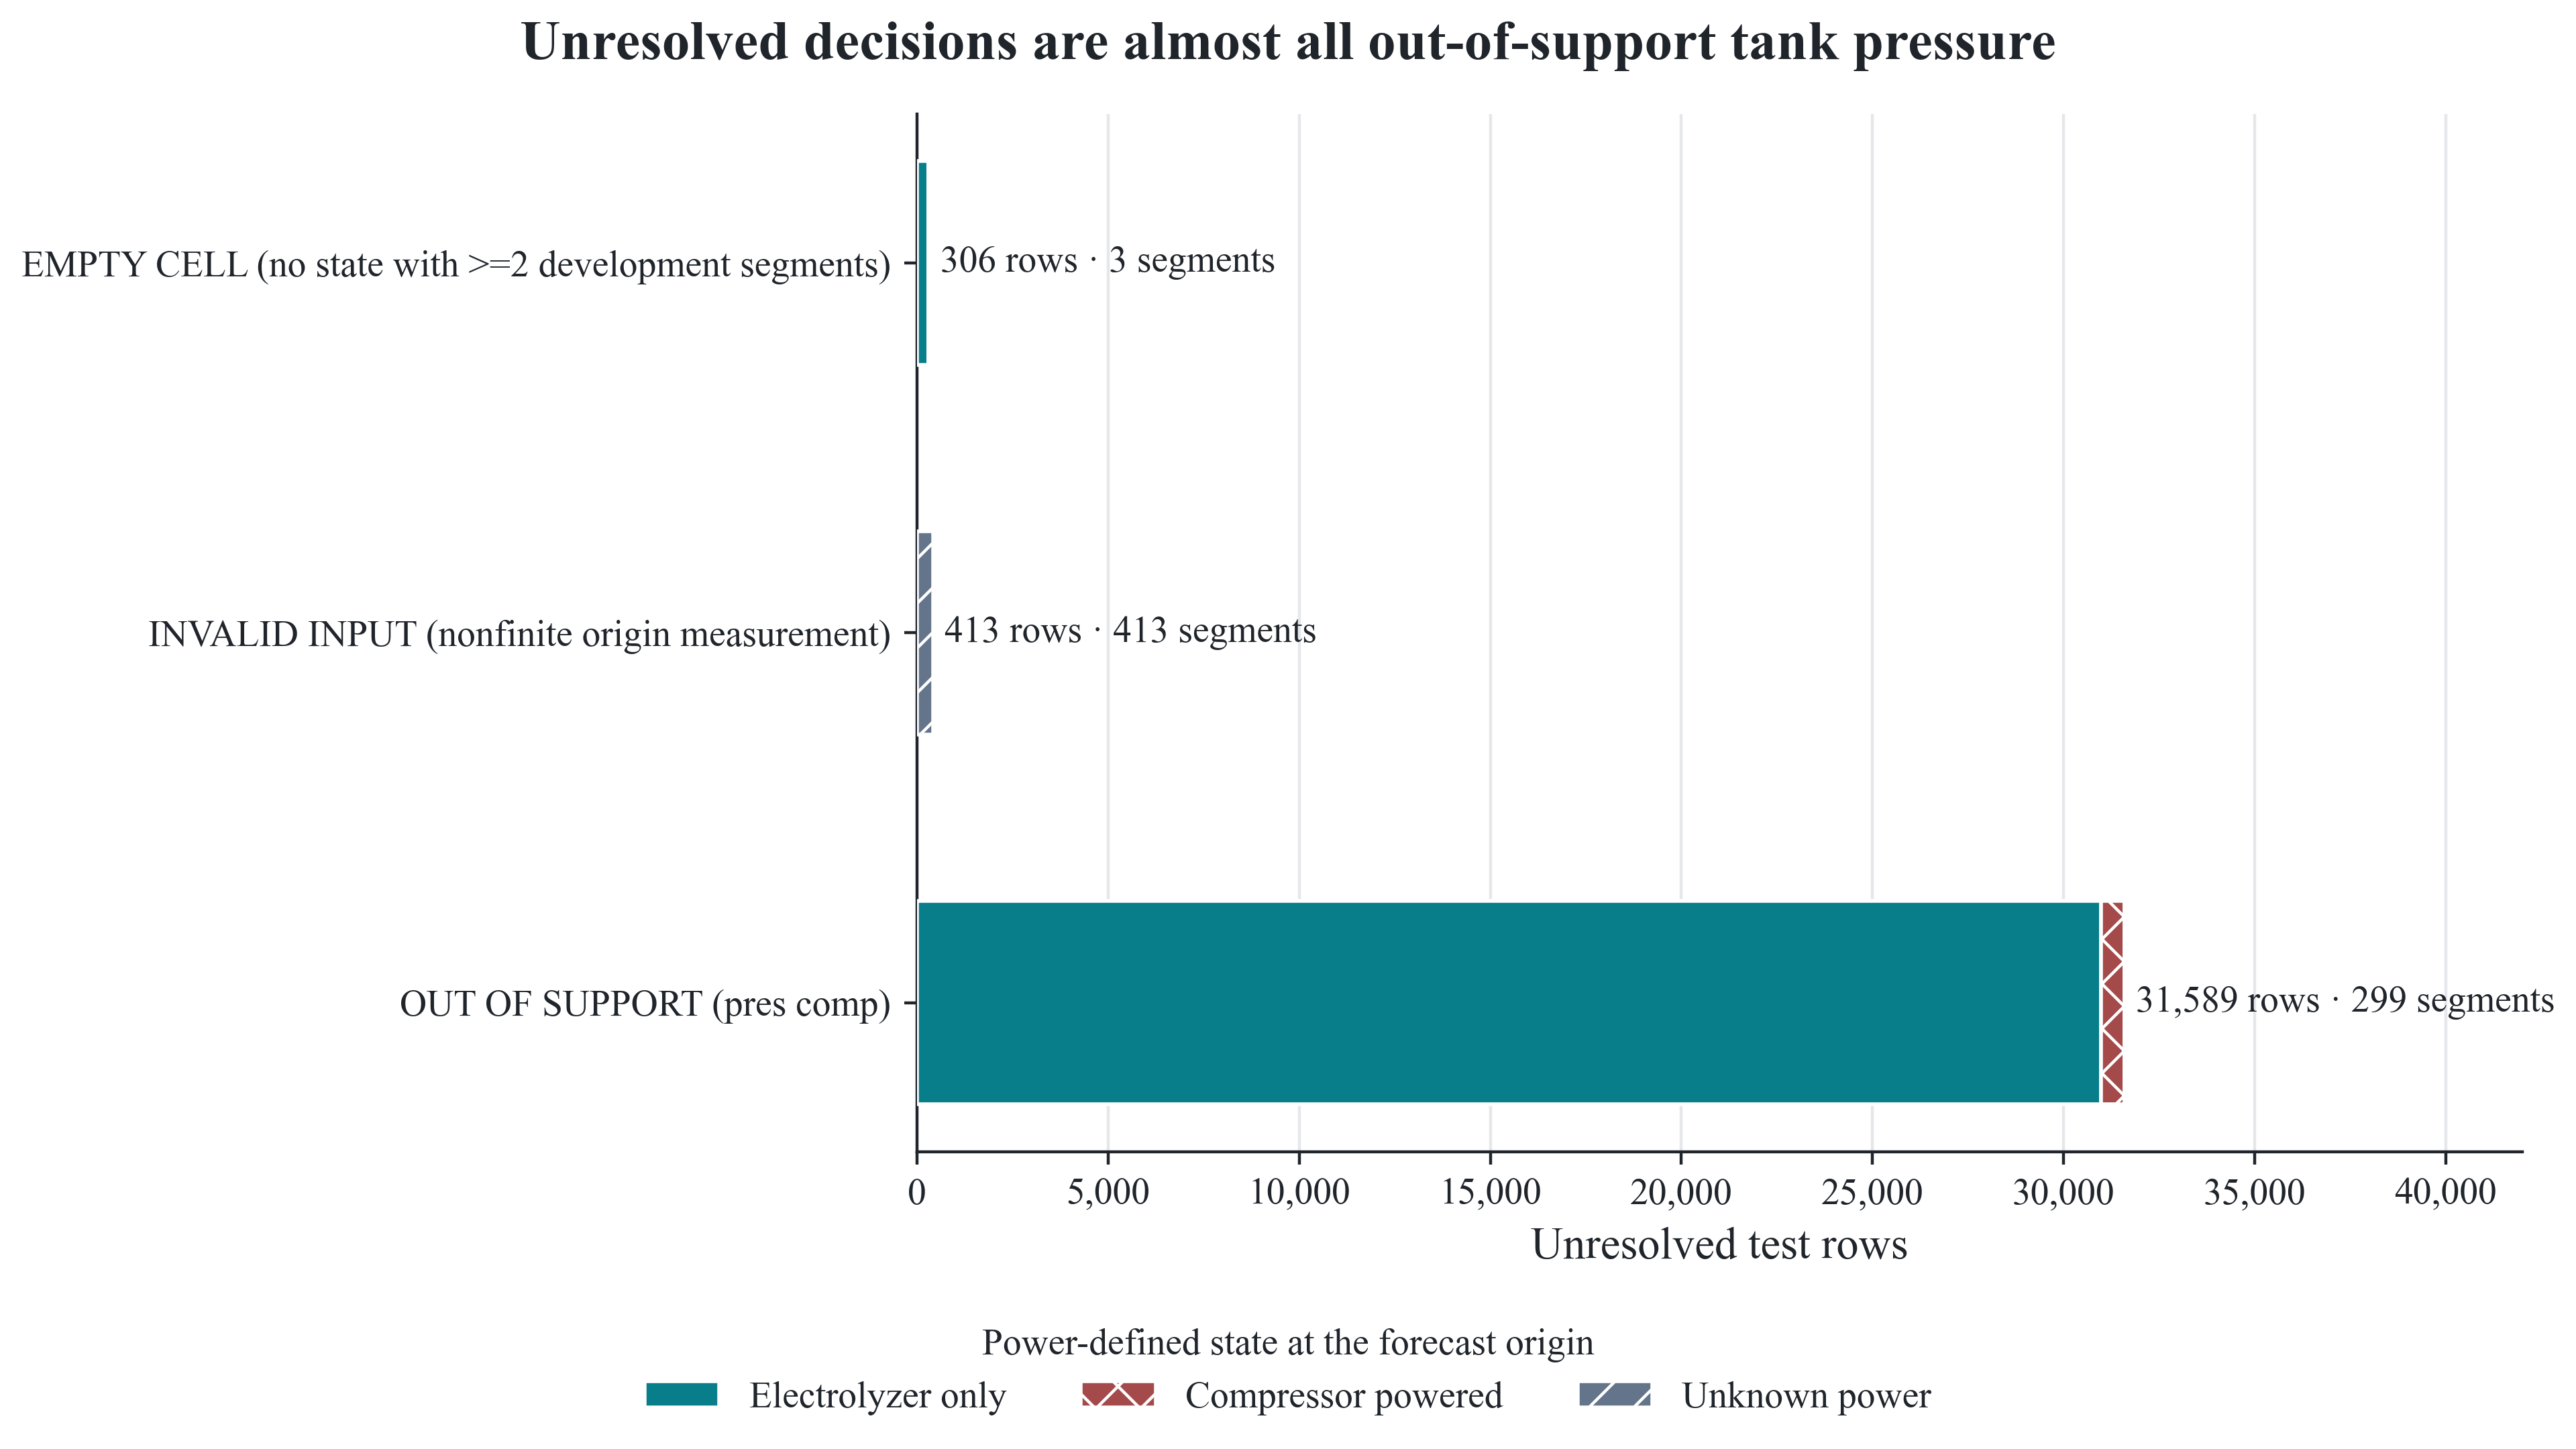 Unresolved decisions are almost all out-of-support tank pressure
EMPTY CELL (no state with >=2 development segments)
306 rows · 3 segments
INVALID INPUT (nonfinite origin measurement)
413 rows · 413 segments
OUT OF SUPPORT (pres comp)
31,589 rows · 299 segments
0 5,000 10,000 15,000 20,000 25,000 30,000 35,000 40,000
Unresolved test rows
Power-defined state at the forecast origin
Electrolyzer only Compressor powered Unknown power